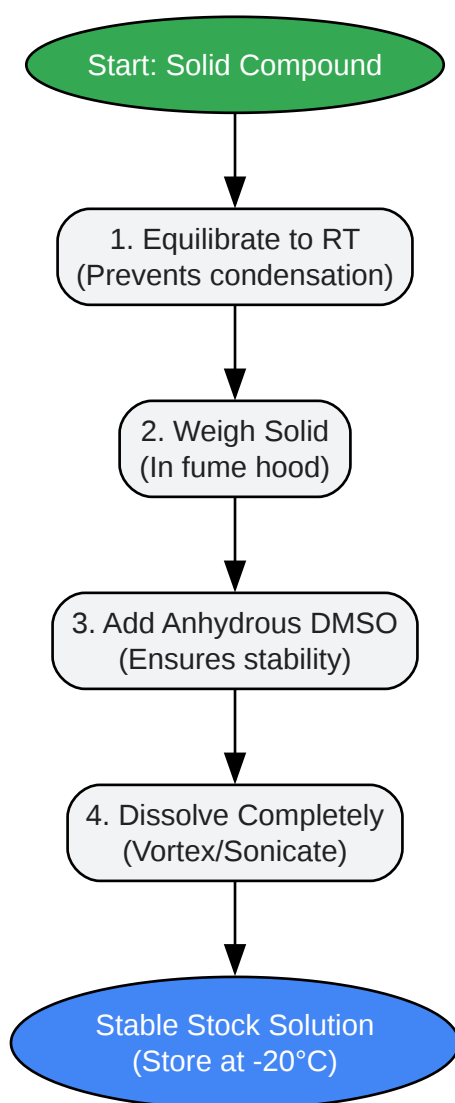 Start: Solid Compound
1. Equilibrate to RT
(Prevents condensation)
2. Weigh Solid
(In fume hood)
3. Add Anhydrous DMSO
(Ensures stability)
4. Dissolve Completely
(Vortex/Sonicate)
Stable Stock Solution
(Store at -20°C)